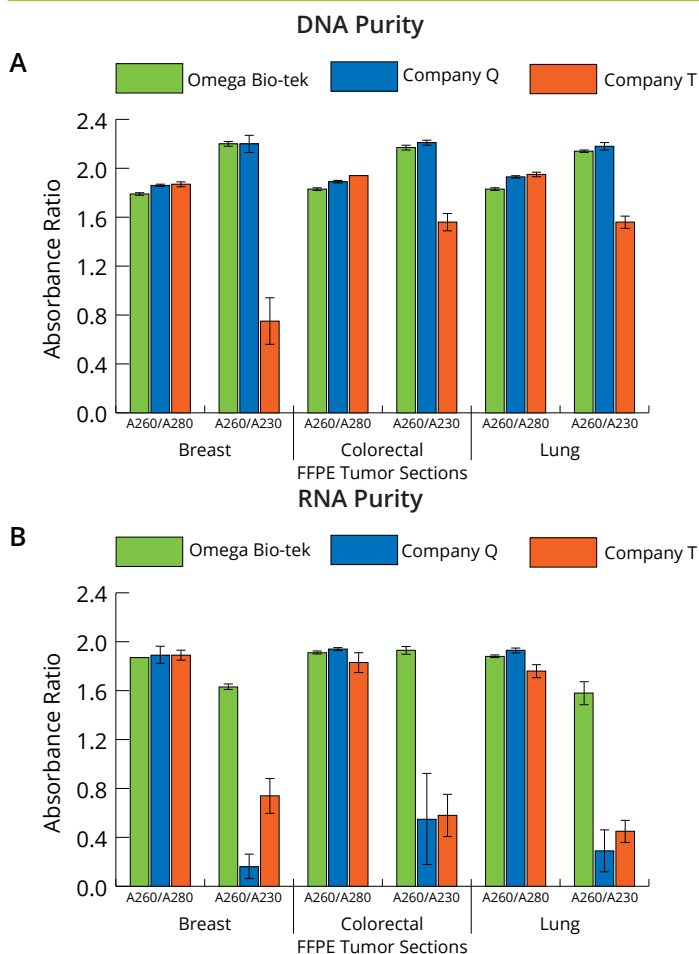 DNA Purity
A
Omega Bio-tek
Company Q
Company T
Absorbance Ratio
2.4
2.0
1.6
1.2
0.8
0.4
0.0
A260/A280 A260/A230 A260/A280 A260/A230 A260/A280 A260/A230
Breast Colorectal Lung
FFPE Tumor Sections
RNA Purity
B
Omega Bio-tek
Company Q
Company T
Absorbance Ratio
2.4
2.0
1.6
1.2
0.8
0.4
0.0
A260/A280 A260/A230 A260/A280 A260/A230 A260/A280 A260/A230
Breast Colorectal Lung
FFPE Tumor Sections